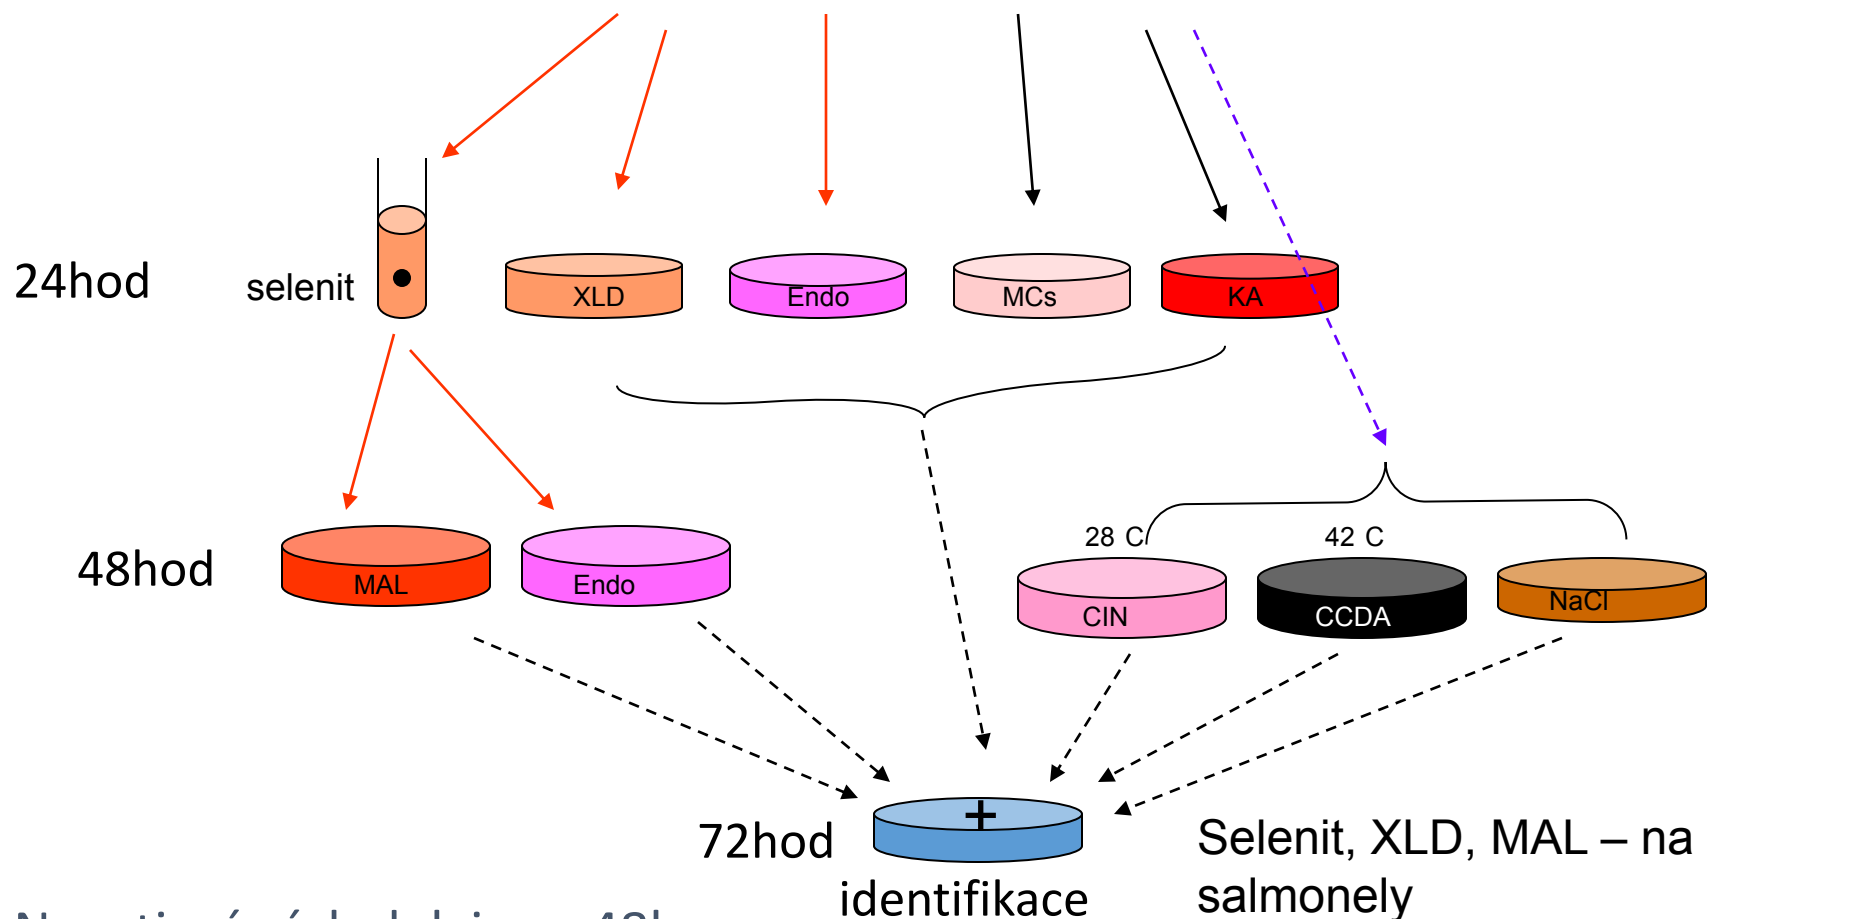 24hod
selenit
XLD
Endo
MCs
KA
28 C
42 C
48hod
MAL
Endo
CIN
CCDA
NaCl
+
72hod
identifikace
Selenit, XLD, MAL – na
salmonely